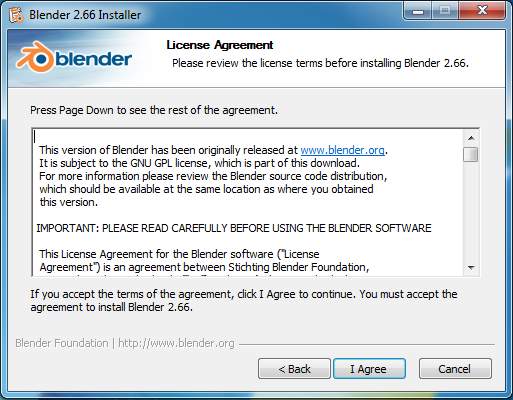 Blender 2.66 Installer
blender
License Agreement
Please review the license terms before installing Blender 2.66.
Press Page Down to see the rest of the agreement.
This version of Blender has been originally released at www.blender.org.
It is subject to the GNU GPL license, which is part of this download.
For more information please review the Blender source code distribution,
which should be available at the same location as where you obtained
this version.
IMPORTANT: PLEASE READ CAREFULLY BEFORE USING THE BLENDER SOFTWARE
This License Agreement for the Blender software ("License
Agreement") is an agreement between Stichting Blender Foundation,
If you accept the terms of the agreement, click I Agree to continue. You must accept the
agreement to install Blender 2.66.
Blender Foundation | http://www.blender.org
< Back
I Agree
Cancel